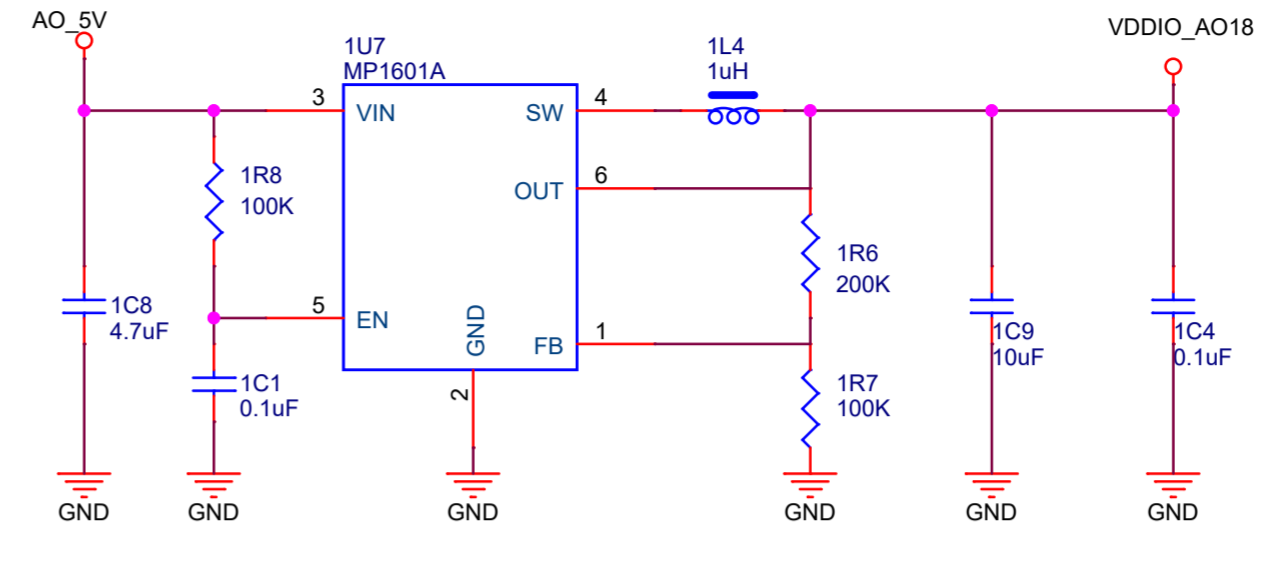 AO_5V
VDDIO_AO18
1U7
MP1601A
1L4
1uH
3
VIN
SW
4
1R8
100K
OUT
6
1R6
200K
1C8
4.7uF
5
EN
GND
FB
1
2
1C9
10uF
1C4
0.1uF
1C1
0.1uF
1R7
100K
GND
GND
GND
GND
GND
GND